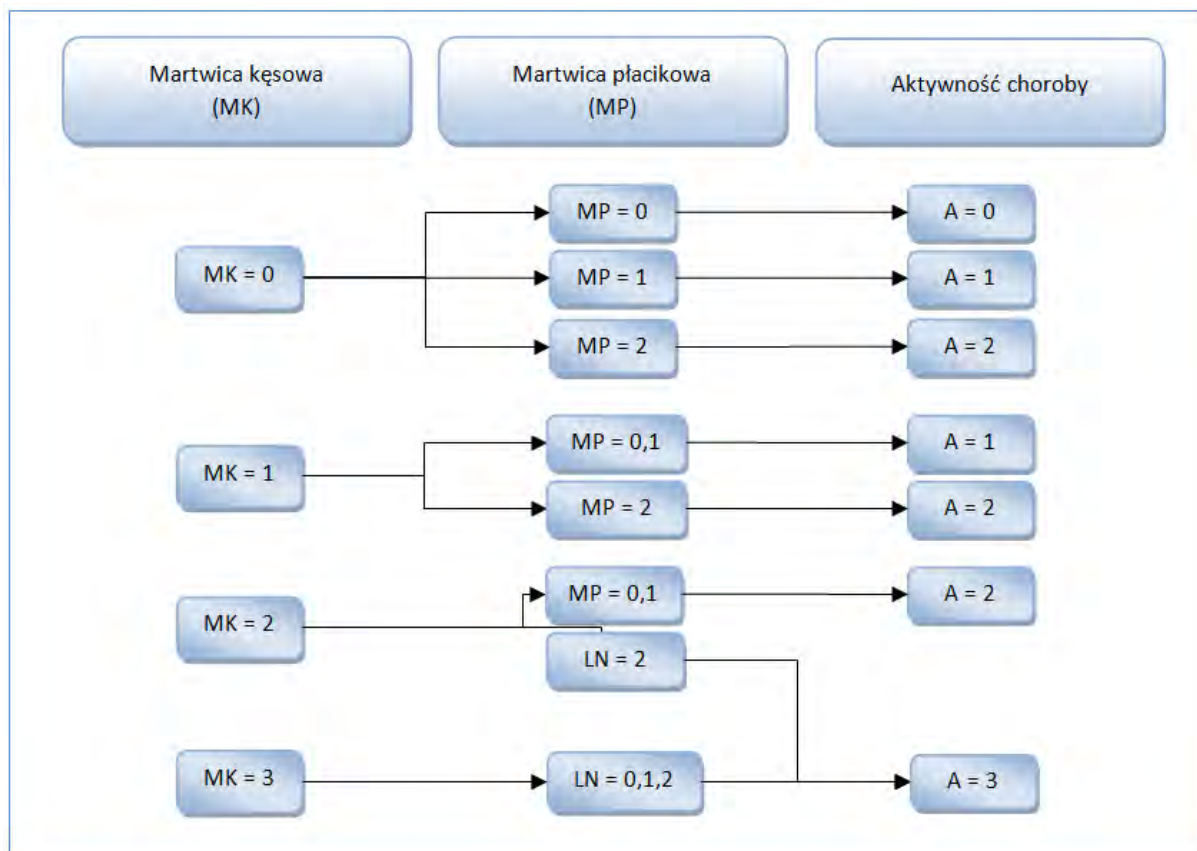 Martwica kęsowa
(MK)
Martwica płacikowa
(MP)
Aktywność choroby
MK = 0
MP = 0
A = 0
MP = 1
A = 1
MP = 2
A = 2
MK = 1
MP = 0,1
A = 1
MP = 2
A = 2
MK = 2
MP = 0,1
A = 2
LN = 2
MK = 3
LN = 0,1,2
A = 3